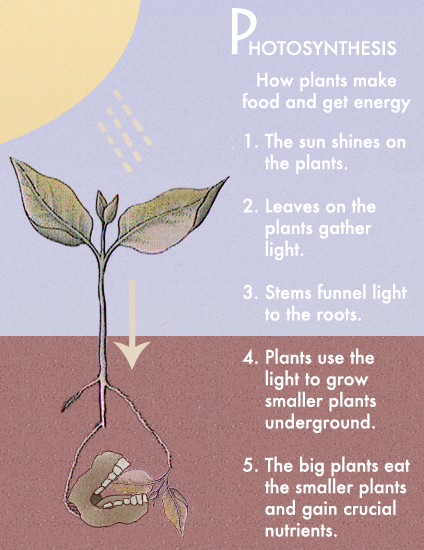 PHOTOSYNTHESIS
How plants make
food and get energy
1. The sun shines on
the plants.
2. Leaves on the
plants gather
light.
3. Stems funnel light
to the roots.
4. Plants use the
light to grow
smaller plants
underground.
5. The big plants eat
the smaller plants
and gain crucial
nutrients.